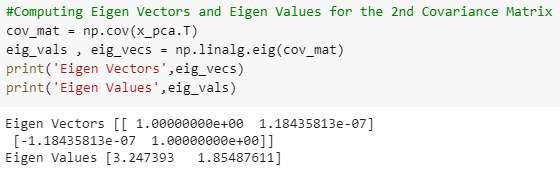 #Computing Eigen Vectors and Eigen Values for the 2nd Covariance Matrix
cov_mat = np.cov(x_pca.T)
eig_vals , eig_vecs = np.linalg.eig(cov_mat)
print('Eigen Vectors',eig_vecs)
print('Eigen Values',eig_vals)
Eigen Vectors [[ 1.00000000e+00  1.18435813e-07]
 [-1.18435813e-07  1.00000000e+00]]
Eigen Values [3.247393   1.85487611]